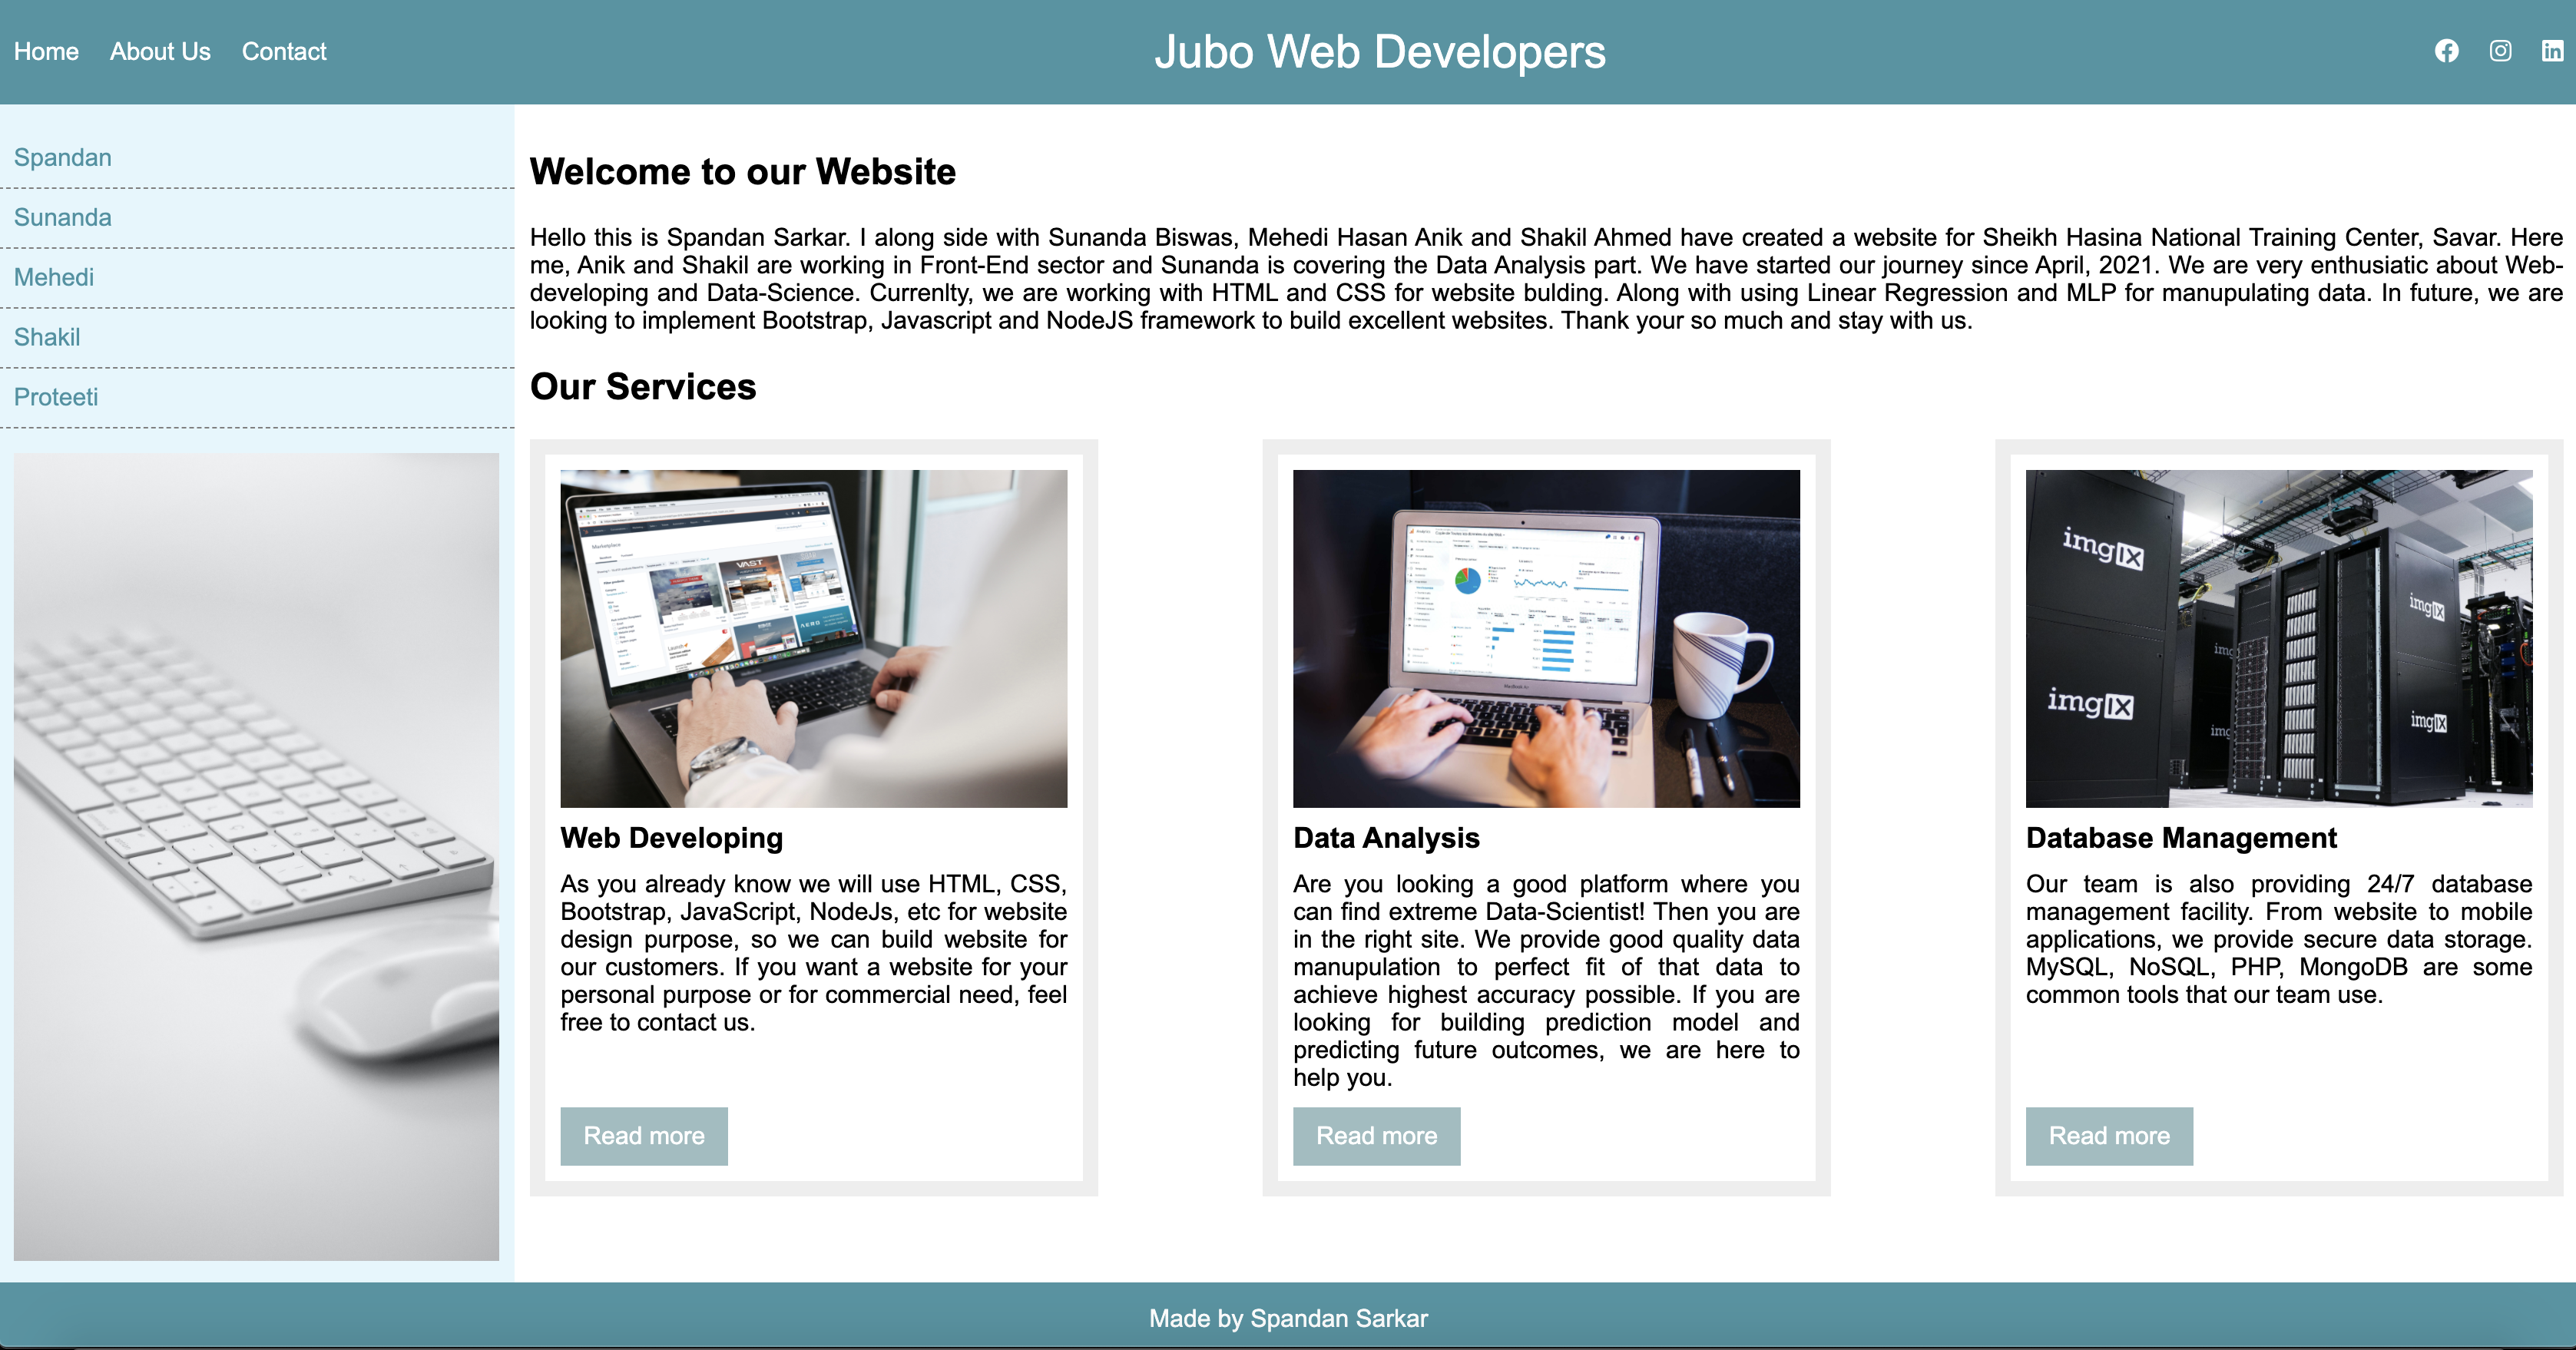 Home About Us Contact
Jubo Web Developers
Spandan
Sunanda
Mehedi
Shakil
Proteeti
Welcome to our Website
Hello this is Spandan Sarkar. I along side with Sunanda Biswas, Mehedi Hasan Anik and Shakil Ahmed have created a website for Sheikh Hasina National Training Center, Savar. Here
me, Anik and Shakil are working in Front-End sector and Sunanda is covering the Data Analysis part. We have started our journey since April, 2021. We are very enthusiatic about Web-
developing and Data-Science. Currenlty, we are working with HTML and CSS for website bulding. Along with using Linear Regression and MLP for manupulating data. In future, we are
looking to implement Bootstrap, Javascript and NodeJS framework to build excellent websites. Thank your so much and stay with us.
Our Services
Marketplace
VAST
AERO
Web Developing
As you already know we will use HTML, CSS,
Bootstrap, JavaScript, NodeJs, etc for website
design purpose, so we can build website for
our customers. If you want a website for your
personal purpose or for commercial need, feel
free to contact us.
Read more
Data Analysis
Are you looking a good platform where you
can find extreme Data-Scientist! Then you are
in the right site. We provide good quality data
manupulation to perfect fit of that data to
achieve highest accuracy possible. If you are
looking for building prediction model and
predicting future outcomes, we are here to
help you.
Read more
imgIX
imgIX
imgIX
imgIX
img
img
Database Management
Our team is also providing 24/7 database
management facility. From website to mobile
applications, we provide secure data storage.
MySQL, NoSQL, PHP, MongoDB are some
common tools that our team use.
Read more
Made by Spandan Sarkar